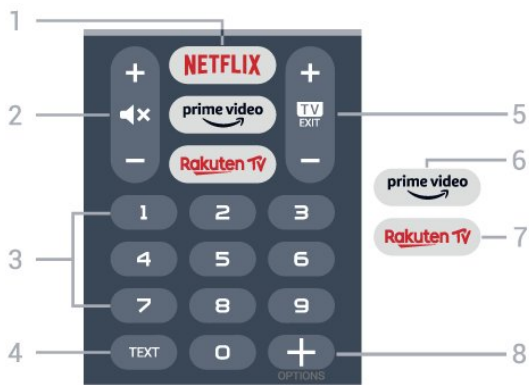 1
+ NETFLIX +
2 prime video TV 5
EXIT
6
- Rakuten TV -
prime video
1 2 3
Rakuten TV 7
3 4 5 6
7 8 9
4 TEXT 0 + 8
OPTIONS